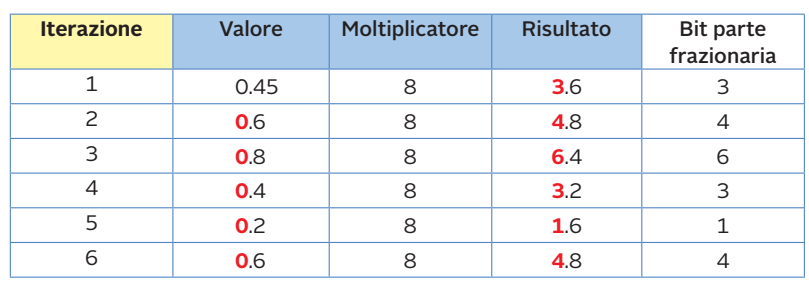 Iterazione Valore Moltiplicatore Risultato Bit parte
frazionaria
1 0.45 8 3.6 3
2 0.6 8 4.8 4
3 0.8 8 6.4 6
4 0.4 8 3.2 3
5 0.2 8 1.6 1
6 0.6 8 4.8 4